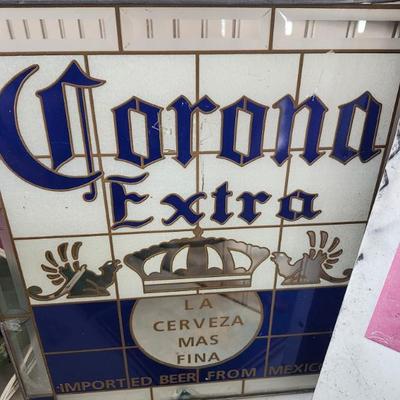 Corona
Extra
LA
CERVEZA
MAS
FINA
IMPORTED BEER FROM MEXICO